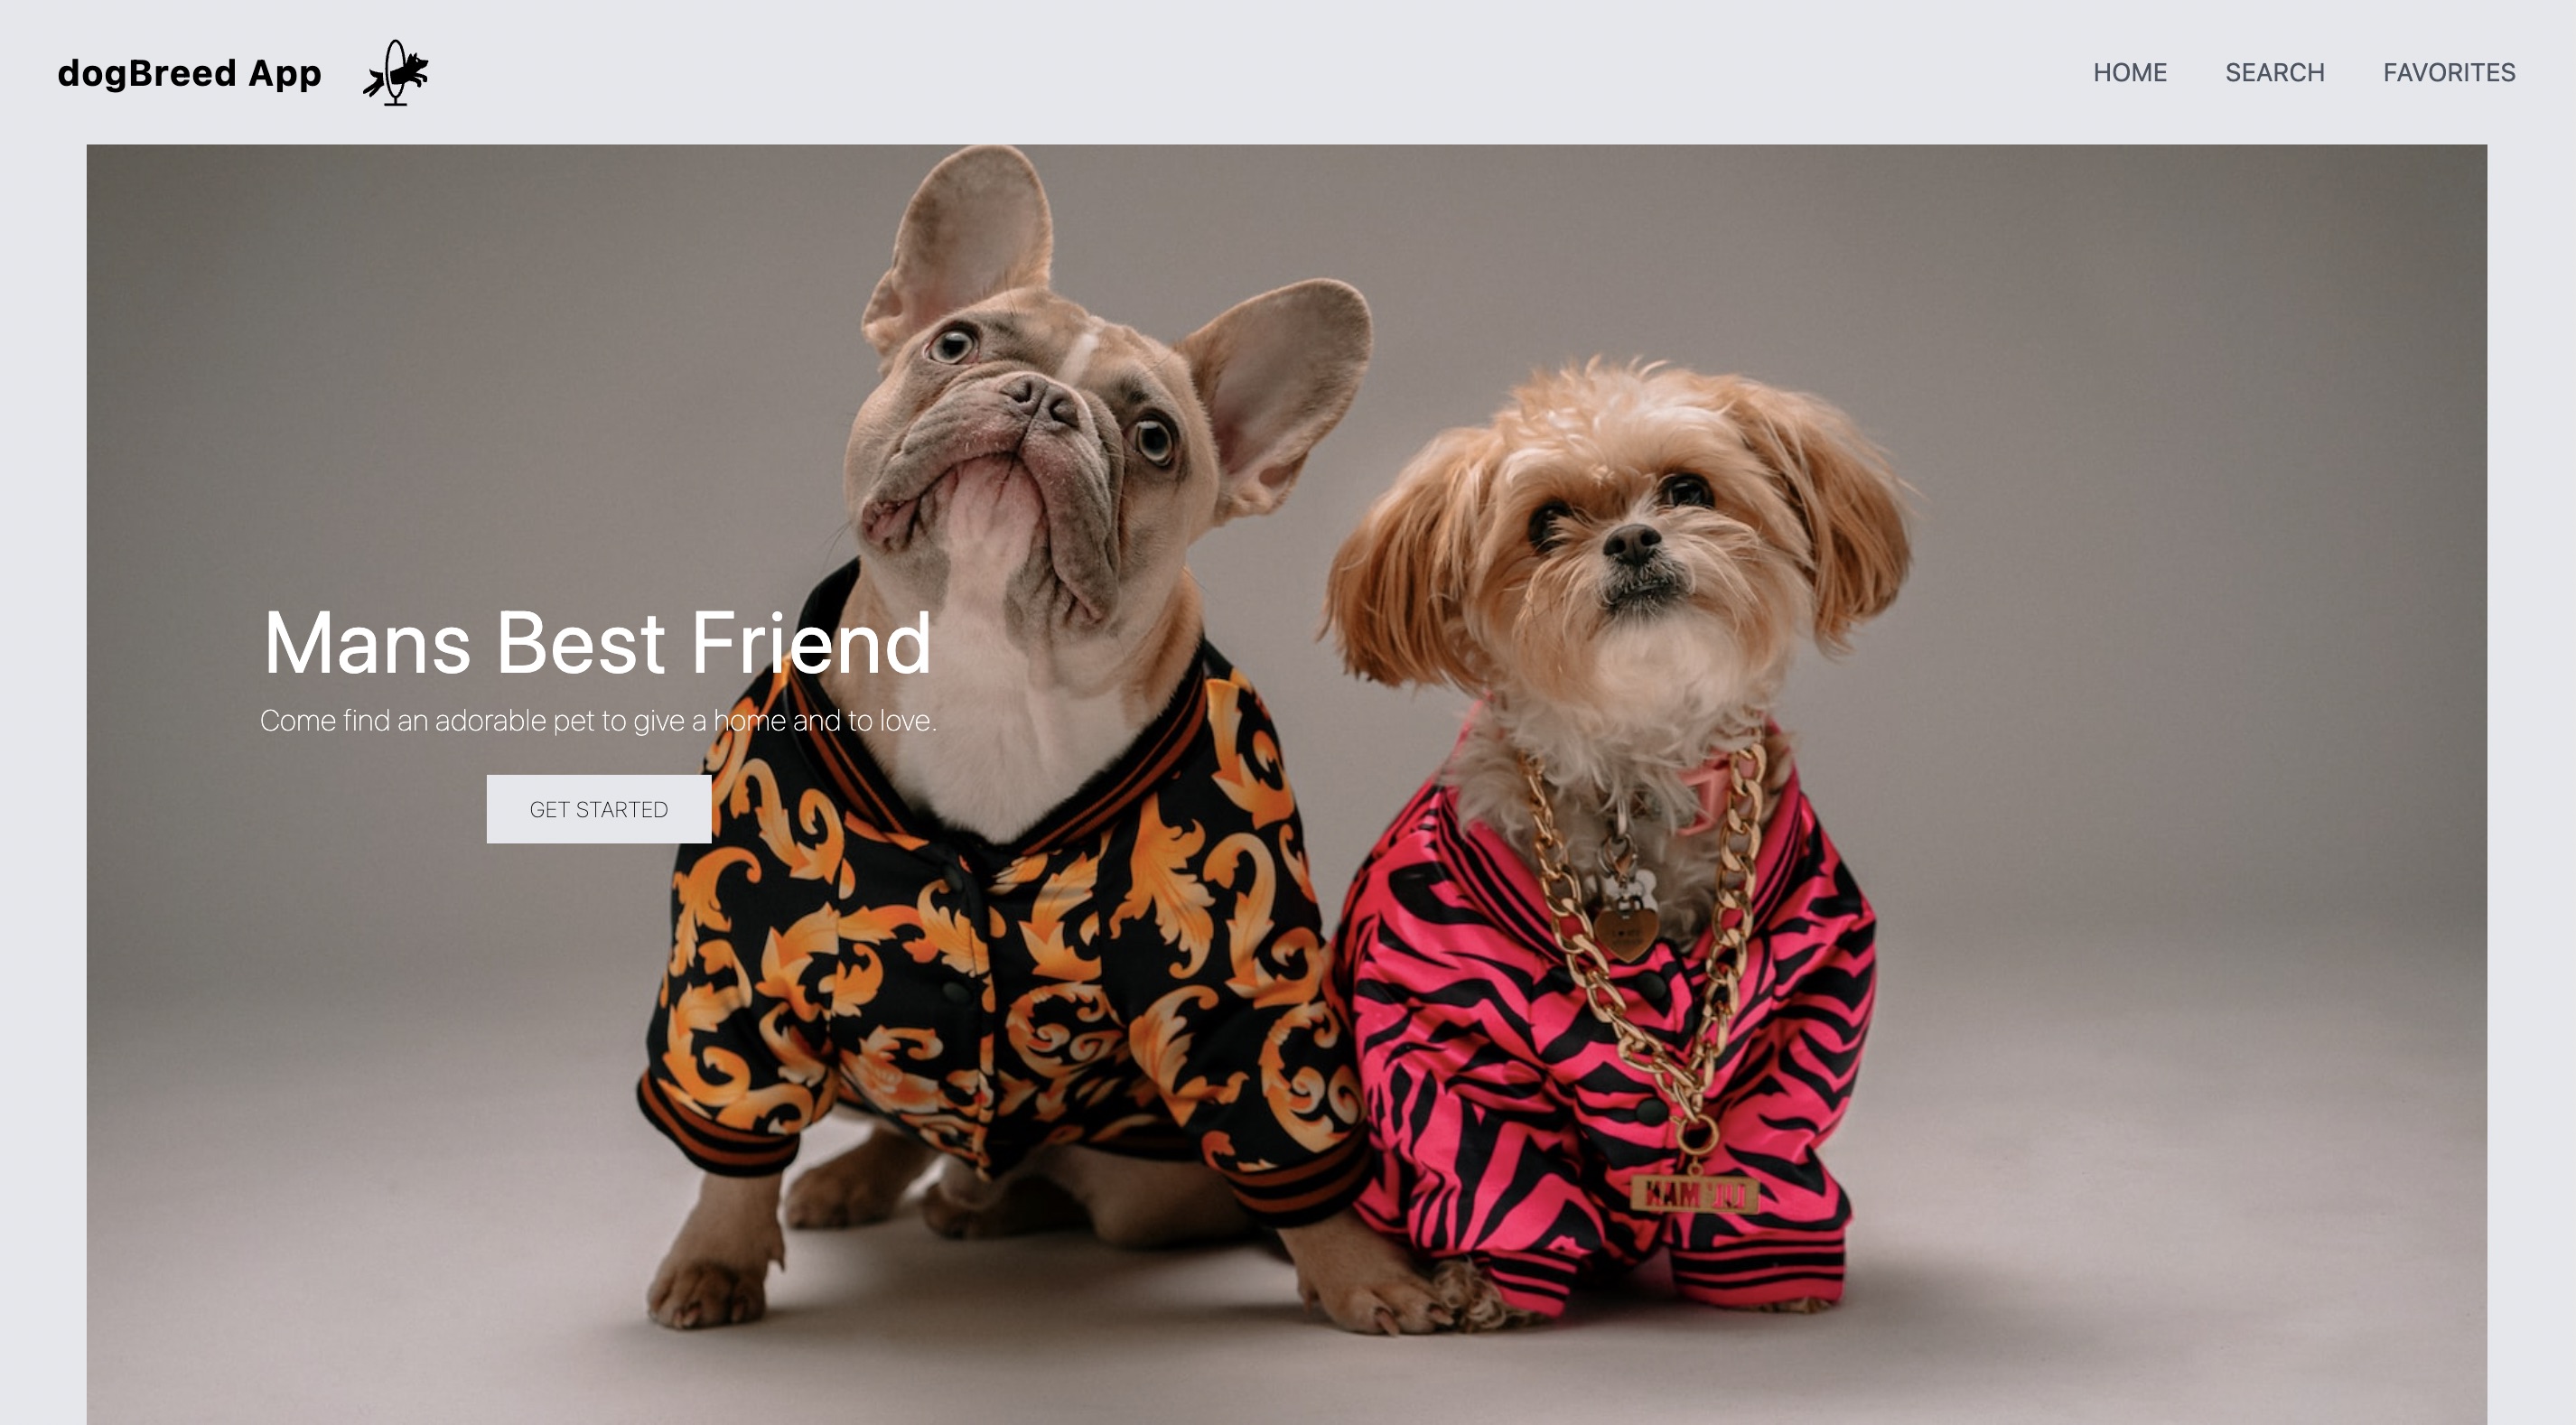 dogBreed App
HOME SEARCH FAVORITES
Mans Best Friend
Come find an adorable pet to give a home and to love.
GET STARTED